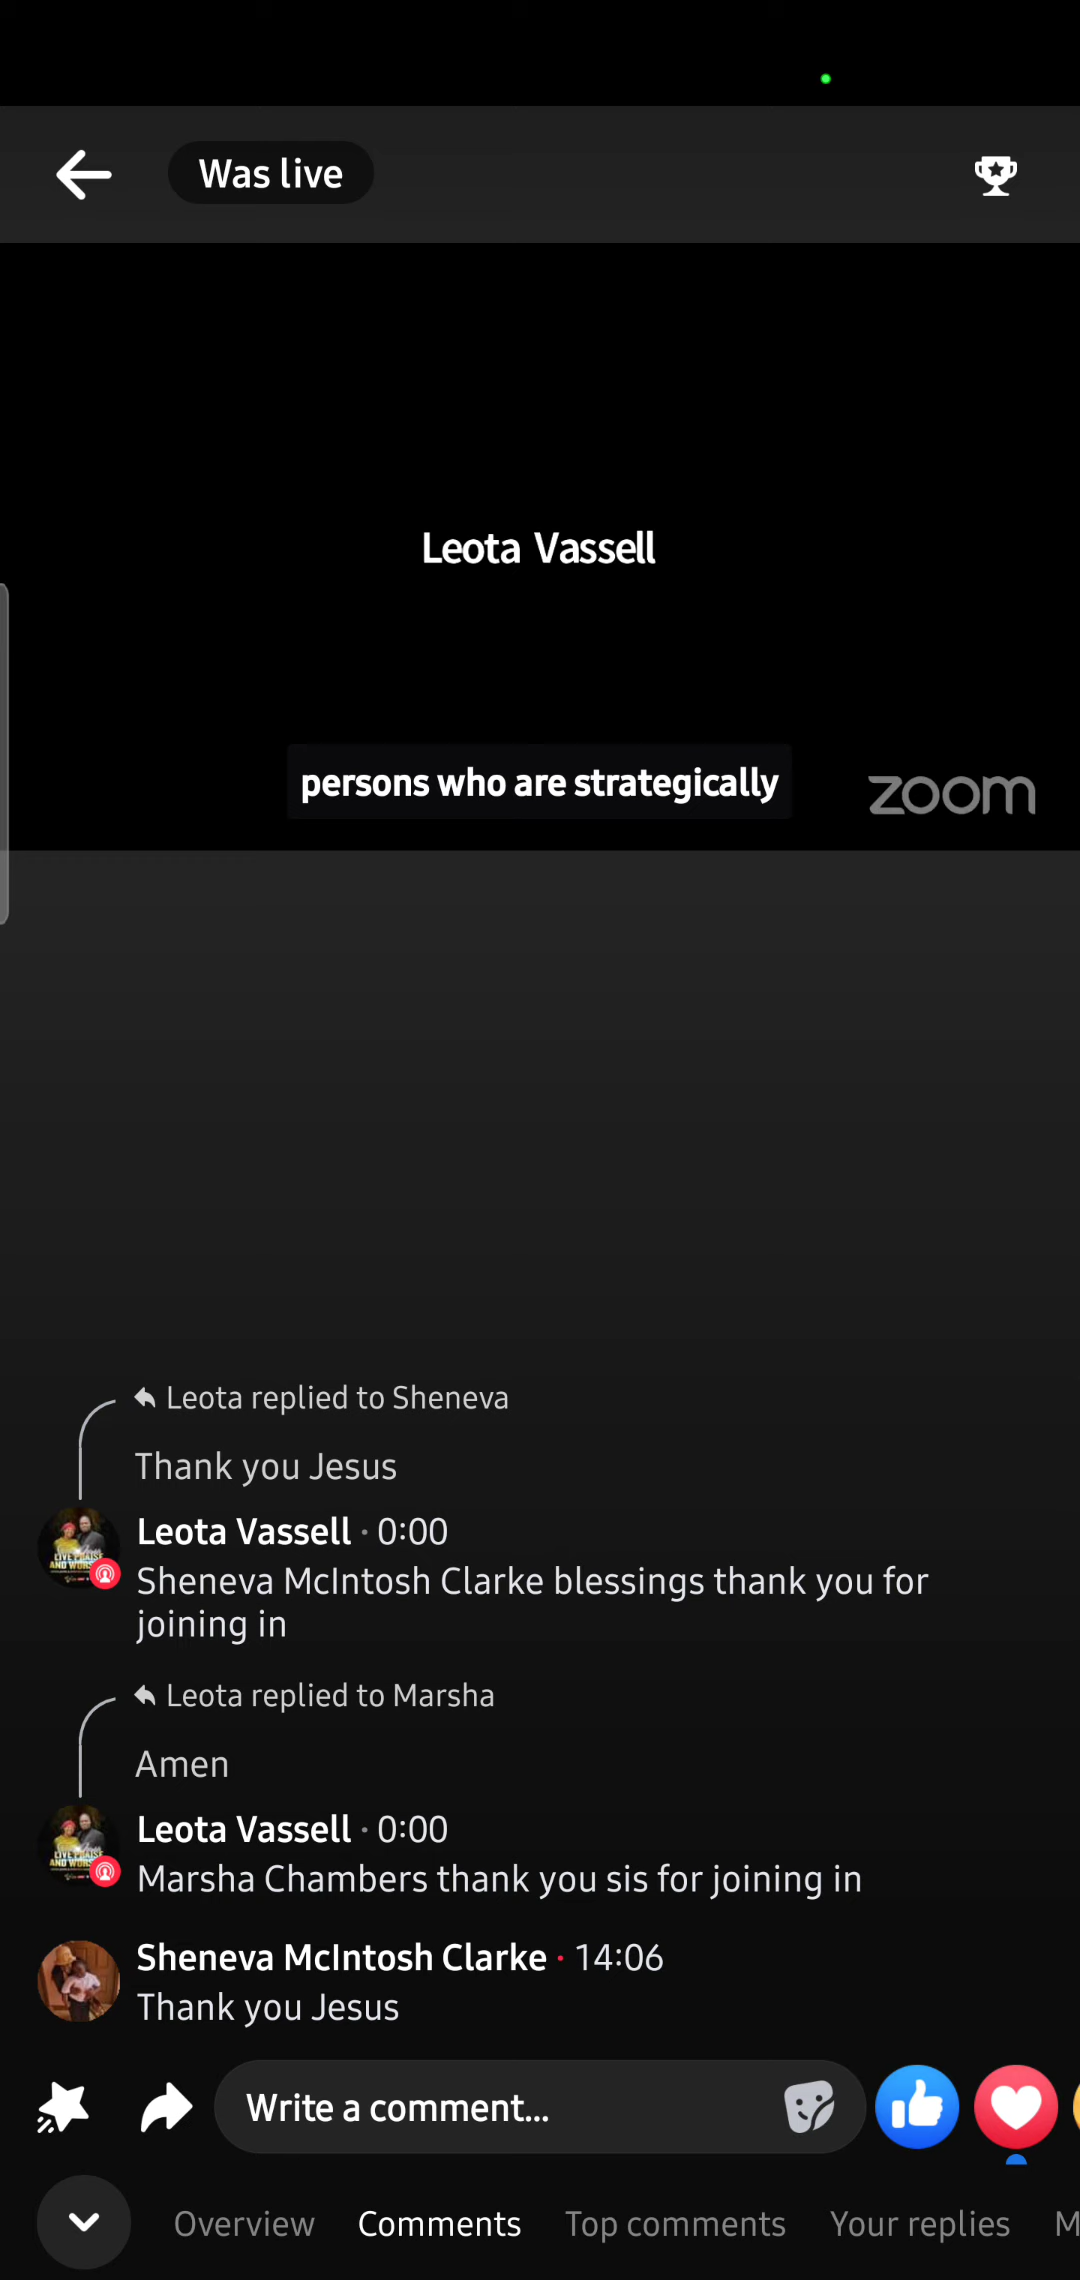 Was live
Leota Vassell
persons who are strategically
zoom
Leota replied to Sheneva
Thank you Jesus
Leota Vassell · 0:00
Sheneva McIntosh Clarke blessings thank you for
joining in
Leota replied to Marsha
Amen
Leota Vassell · 0:00
Marsha Chambers thank you sis for joining in
Sheneva McIntosh Clarke · 14:06
Thank you Jesus
Write a comment...
Overview Comments Top comments Your replies